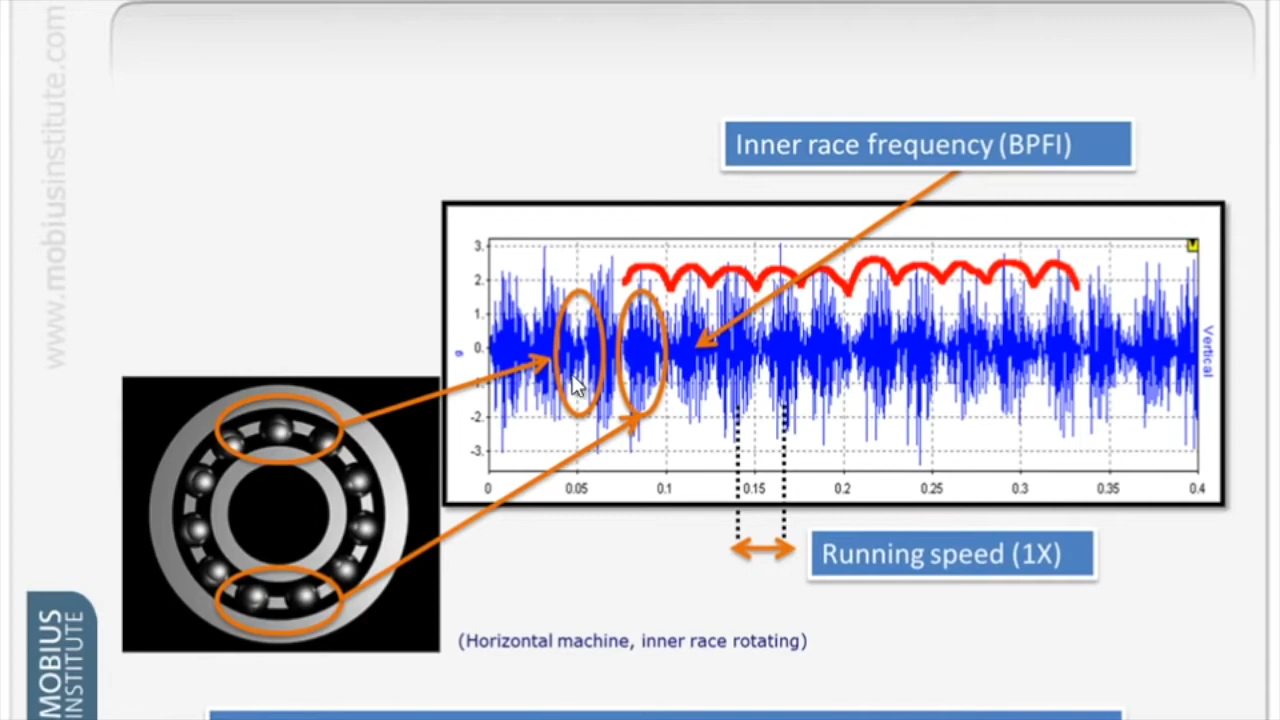 www.mobiusinstitute.com
Inner race frequency (BPFI)
3.
2.
1.
0.
-2.
-3.
g
Vertical
0 0.05 0.1 0.15 0.2 0.25 0.3 0.35 0.4
Running speed (1X)
(Horizontal machine, inner race rotating)
MOBIUS
INSTITUTE